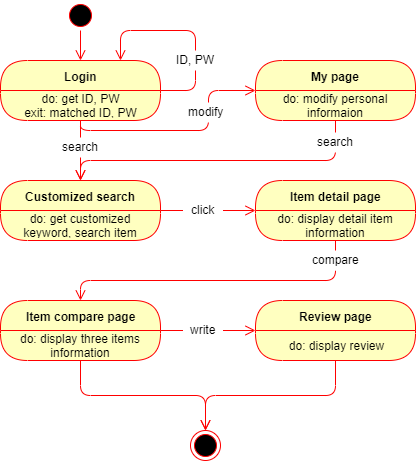 ID, PW
Login
do: get ID, PW
exit: matched ID, PW
modify
My page
do: modify personal
informaion
search
search
Customized search
do: get customized
keyword, search item
click
Item detail page
do: display detail item
information
compare
Item compare page
do: display three items
information
write
Review page
do: display review